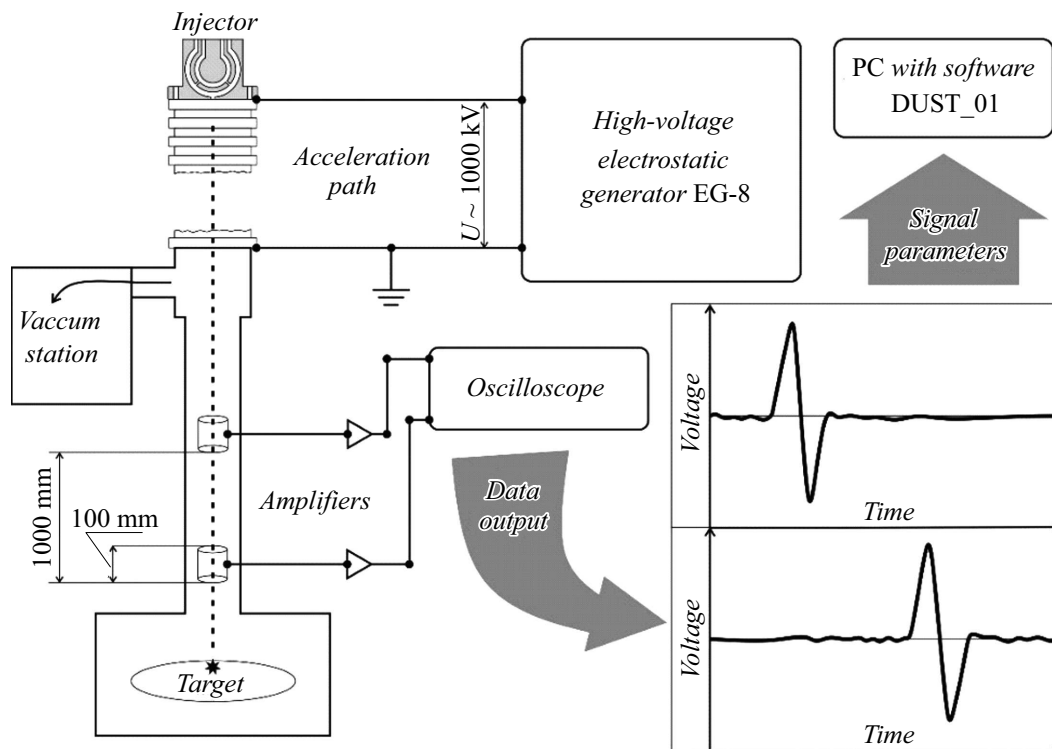 Injector
Acceleration
path
U ~ 1000 kV
High-voltage
electrostatic
generator EG-8
PC with software
DUST_01
Signal
parameters
Vaccum
station
Oscilloscope
Amplifiers
1000 mm
100 mm
Data
output
Voltage
Time
Voltage
Time
Target